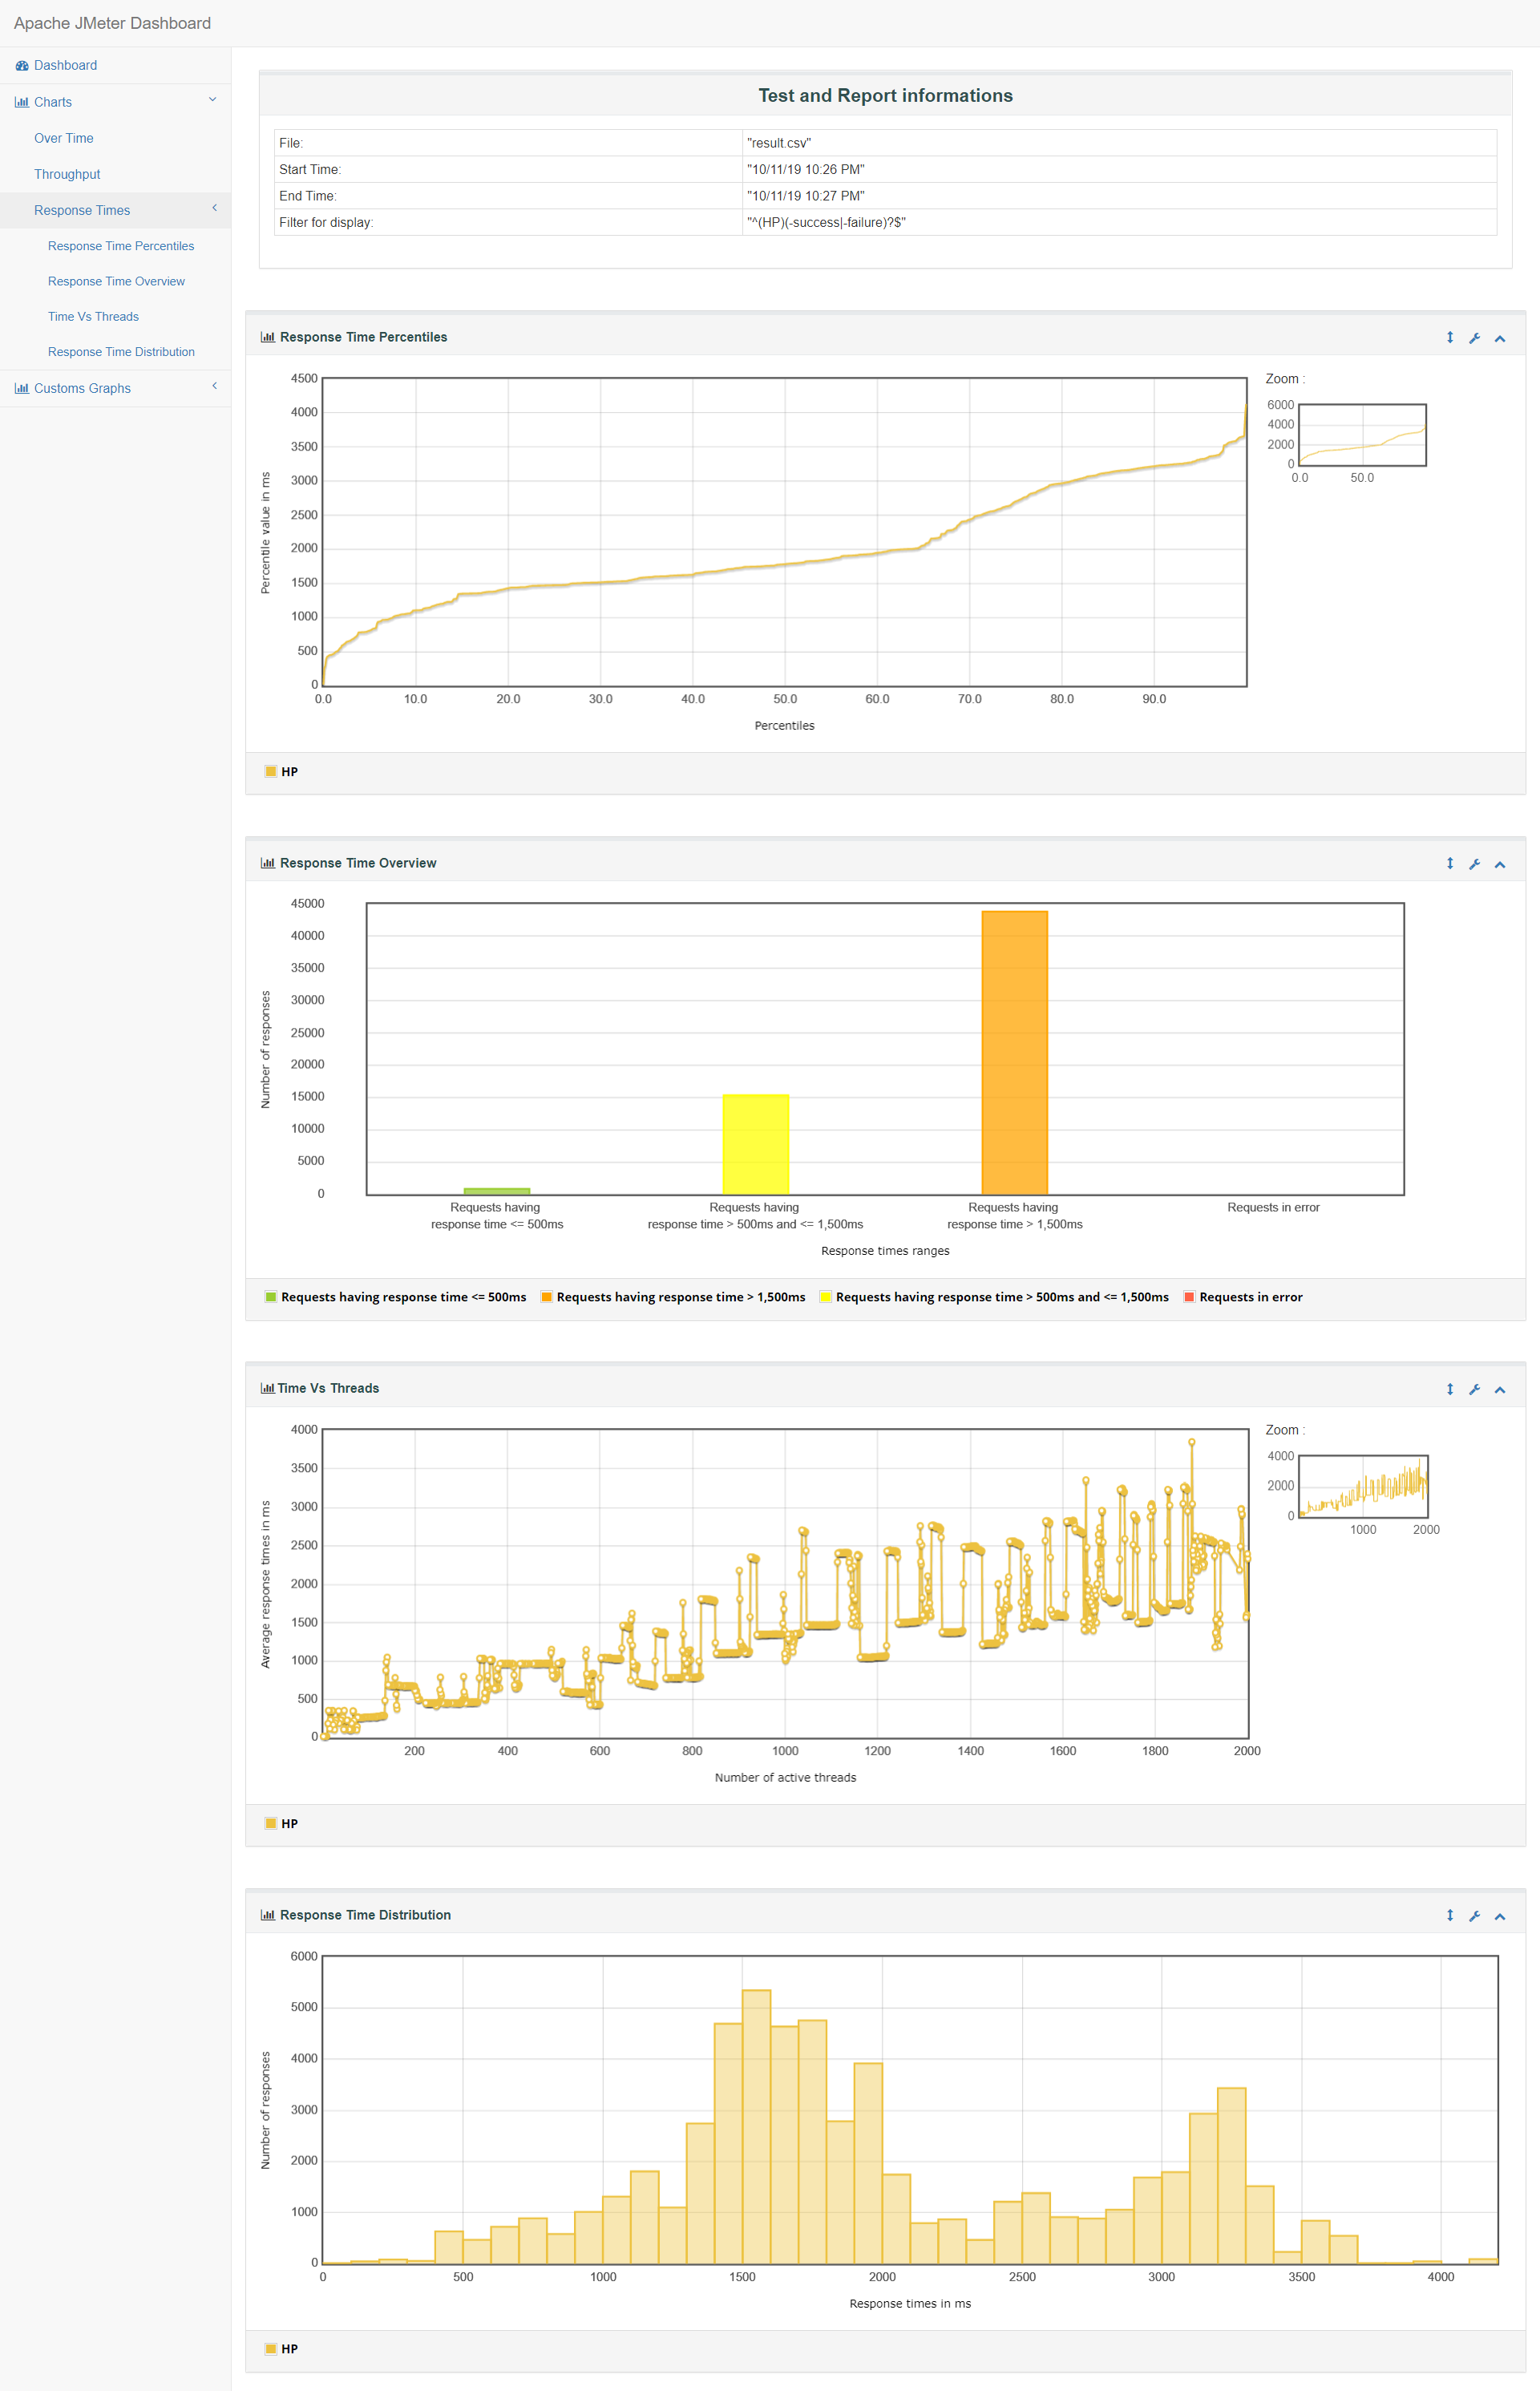 Apache JMeter Dashboard
Dashboard
Charts
Over Time
Throughput
Response Times
Response Time Percentiles
Response Time Overview
Time Vs Threads
Response Time Distribution
Customs Graphs
Test and Report informations
File: "result.csv"
Start Time: "10/11/19 10:26 PM"
End Time: "10/11/19 10:27 PM"
Filter for display: "^(HP)(-success|-failure)?$"
Response Time Percentiles
Percentile value in ms
4500
4000
3500
3000
2500
2000
1500
1000
500
0
0.0 10.0 20.0 30.0 40.0 50.0 60.0 70.0 80.0 90.0
Percentiles
Zoom :
6000
4000
2000
0
0.0 50.0
HP
Response Time Overview
Number of responses
45000
40000
35000
30000
25000
20000
15000
10000
5000
0
Requests having
response time <= 500ms
Requests having
response time > 500ms and <= 1,500ms
Requests having
response time > 1,500ms
Requests in error
Response times ranges
Requests having response time <= 500ms Requests having response time > 1,500ms Requests having response time > 500ms and <= 1,500ms Requests in error
Time Vs Threads
Average response times in ms
4000
3500
3000
2500
2000
1500
1000
500
0
200 400 600 800 1000 1200 1400 1600 1800 2000
Number of active threads
Zoom :
4000
2000
0
1000 2000
HP
Response Time Distribution
Number of responses
6000
5000
4000
3000
2000
1000
0
0 500 1000 1500 2000 2500 3000 3500 4000
Response times in ms
HP